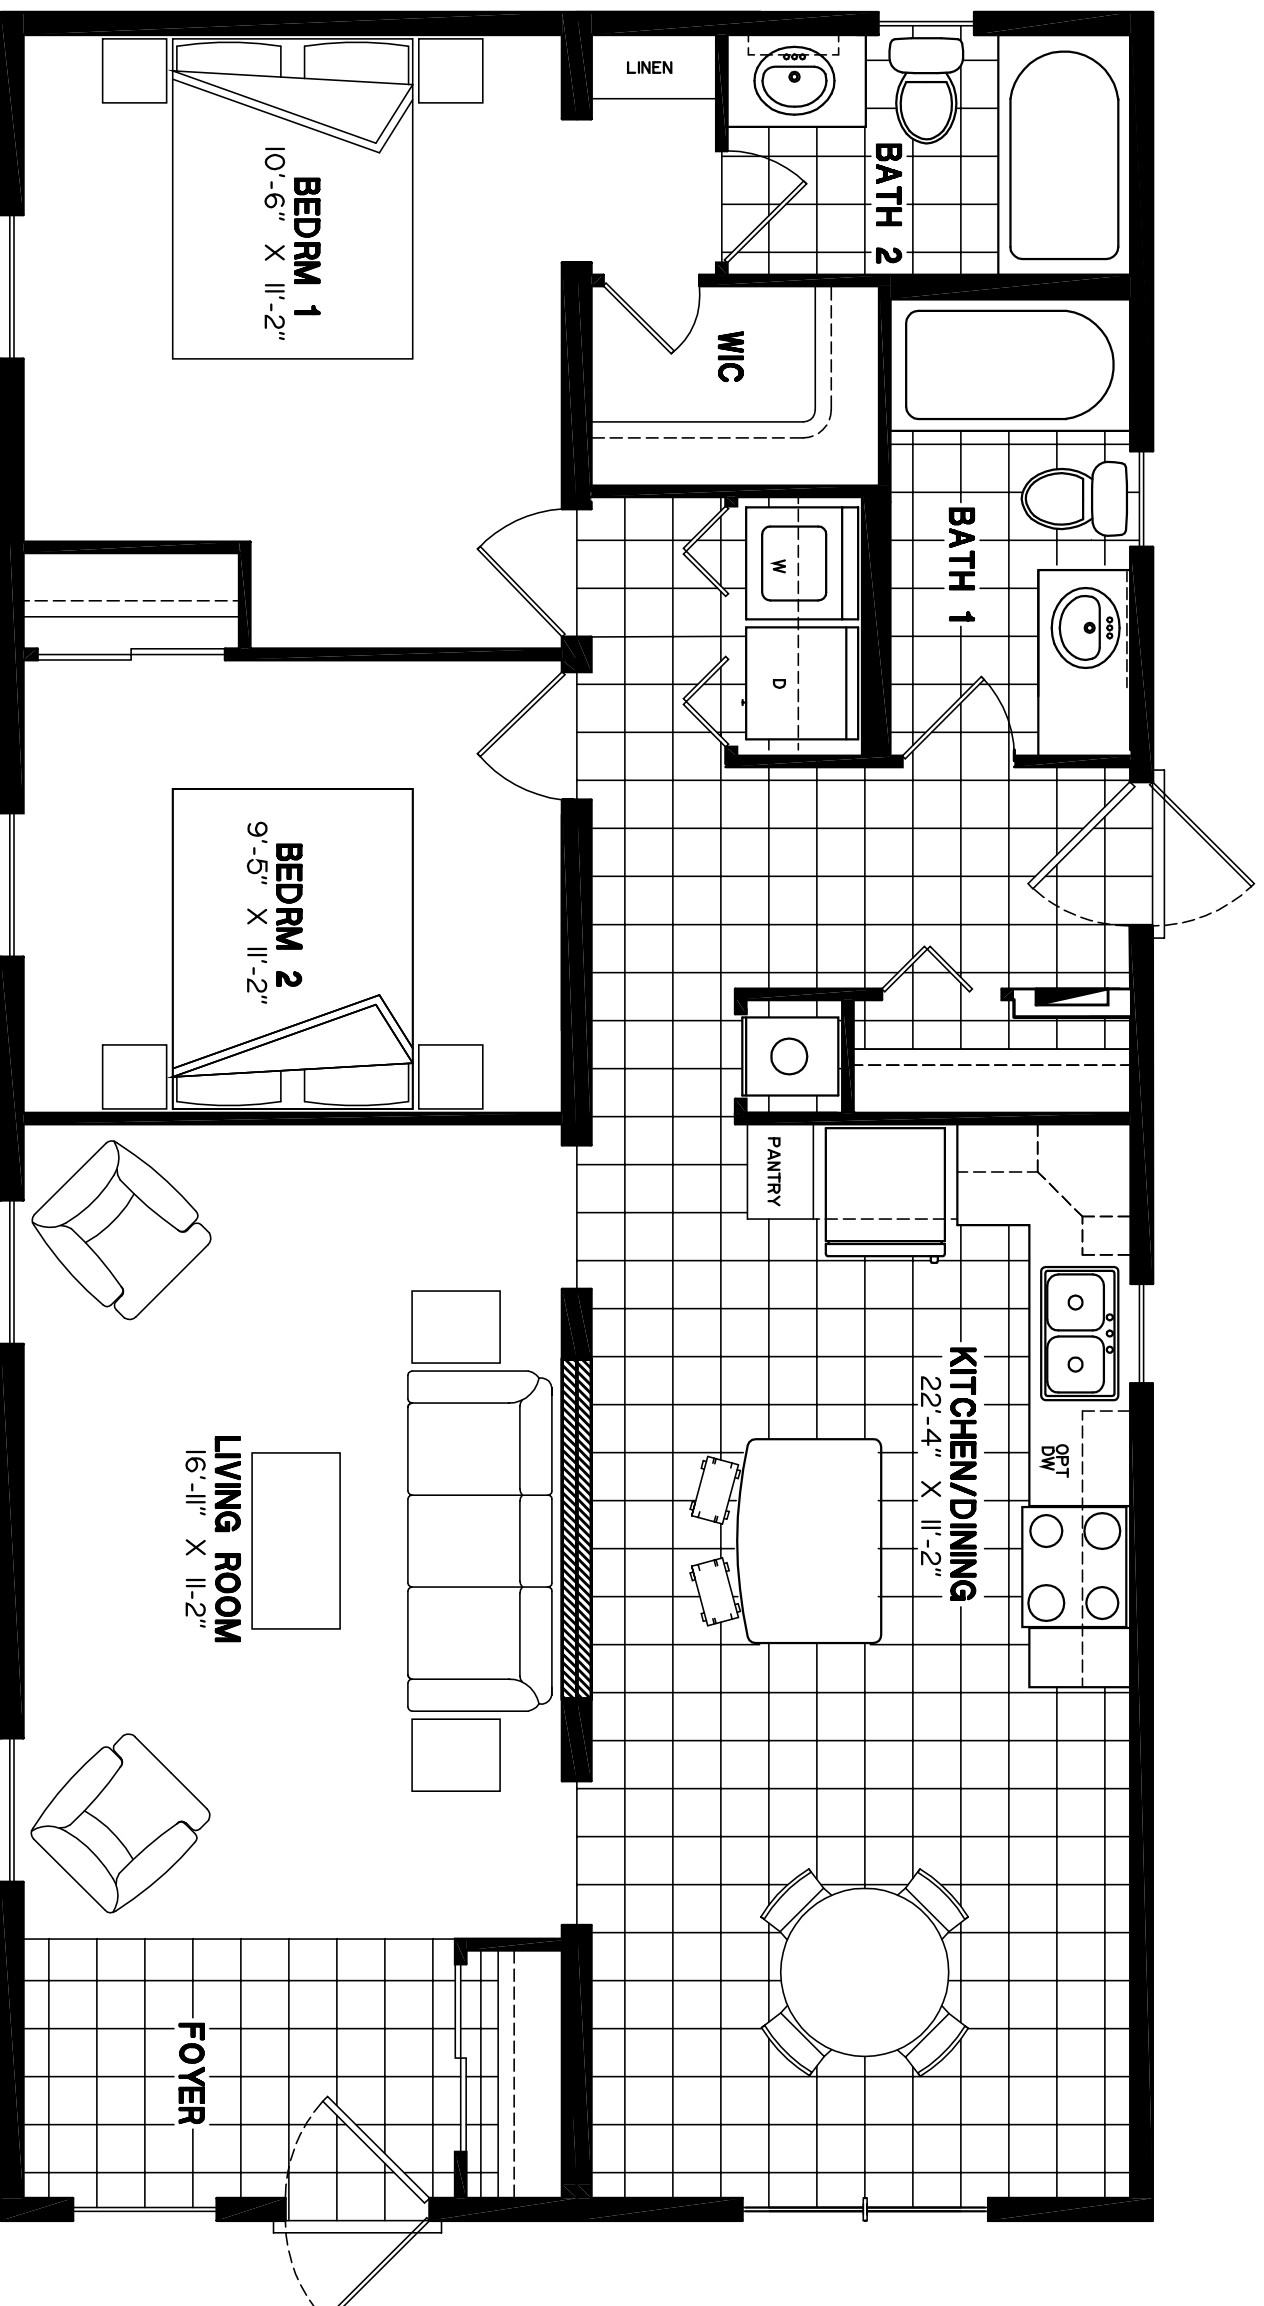 LINEN
BATH 2
BEDRM 1
10'-6" X 11'-2"
WIC
BATH 1
W
D
BEDRM 2
9'-5" X 11'-2"
PANTRY
KITCHEN/DINING
22'-4" X 11'-2"
OPT
DW
LIVING ROOM
16'-11" X 11-2"
FOYER